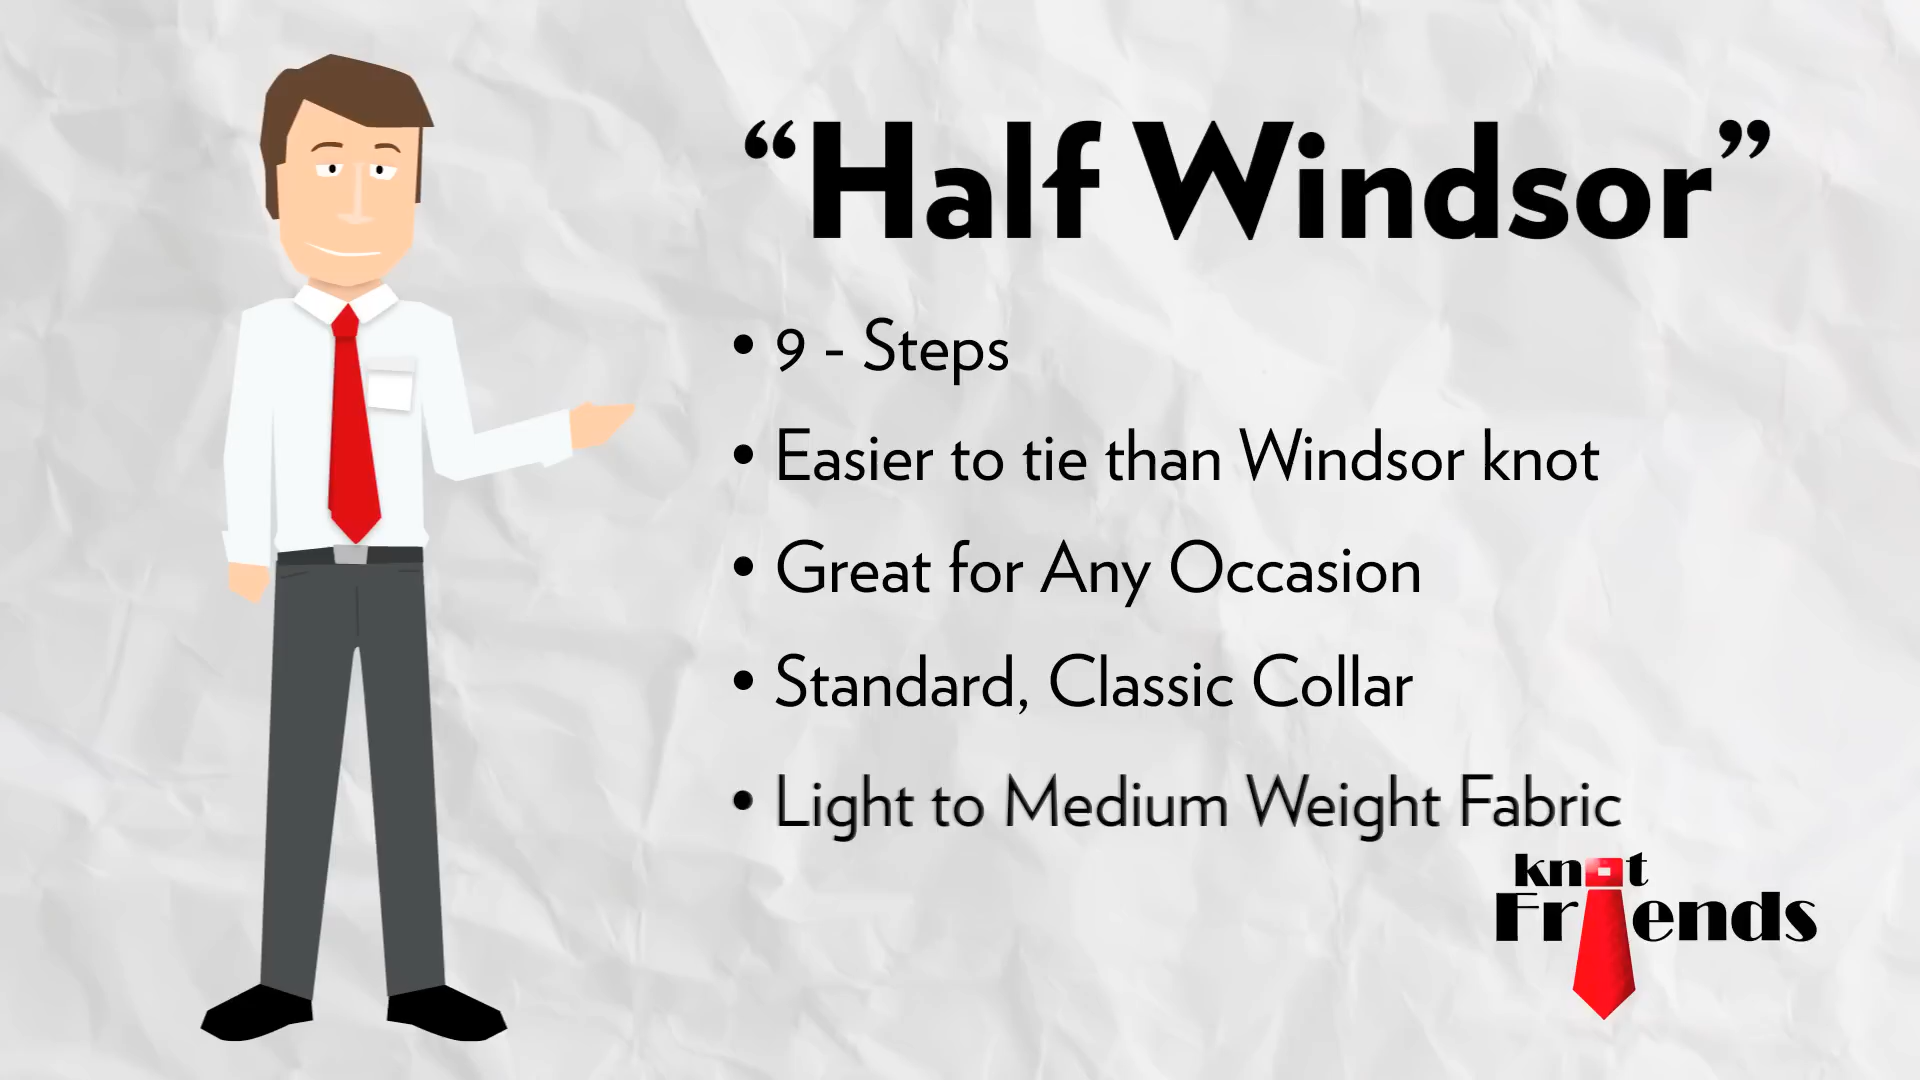 “Half Windsor”
• 9 - Steps
• Easier to tie than Windsor knot
• Great for Any Occasion
• Standard, Classic Collar
• Light to Medium Weight Fabric
knot
Friends